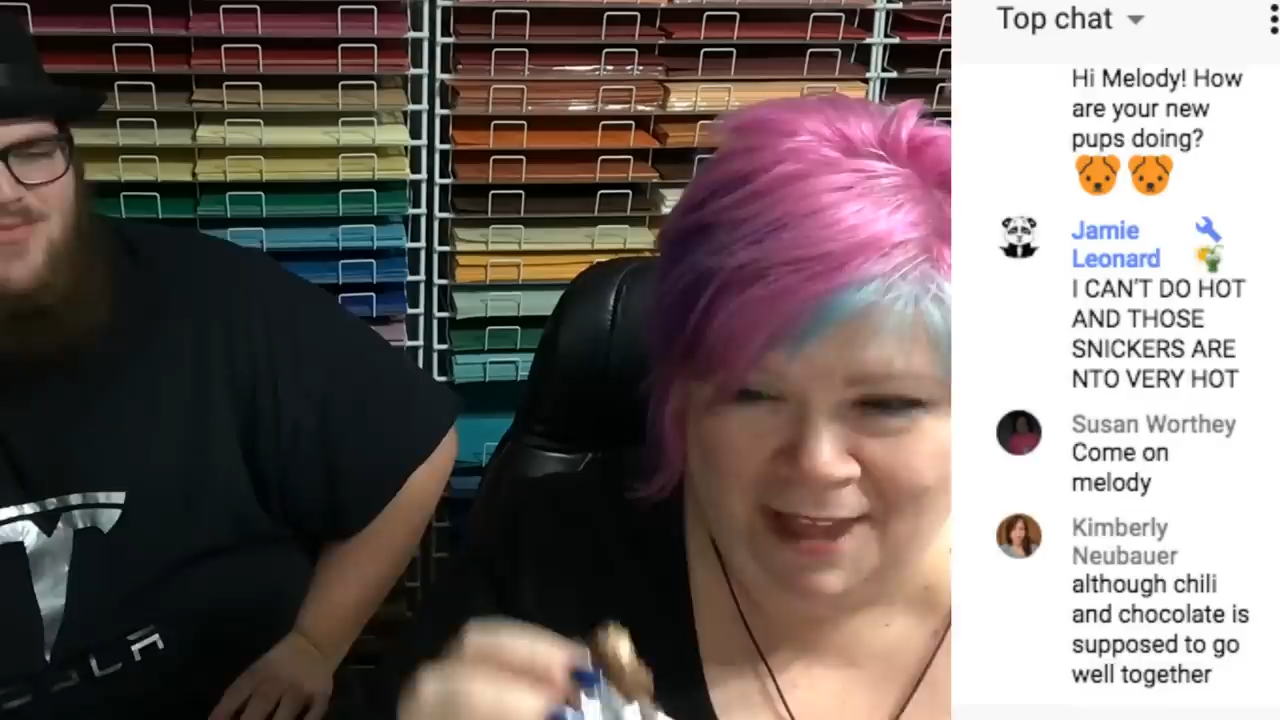 Top chat
Hi Melody! How
are your new
pups doing?
Jamie
Leonard
I CAN'T DO HOT
AND THOSE
SNICKERS ARE
NTO VERY HOT
Susan Worthey
Come on
melody
Kimberly
Neubauer
although chili
and chocolate is
supposed to go
well together